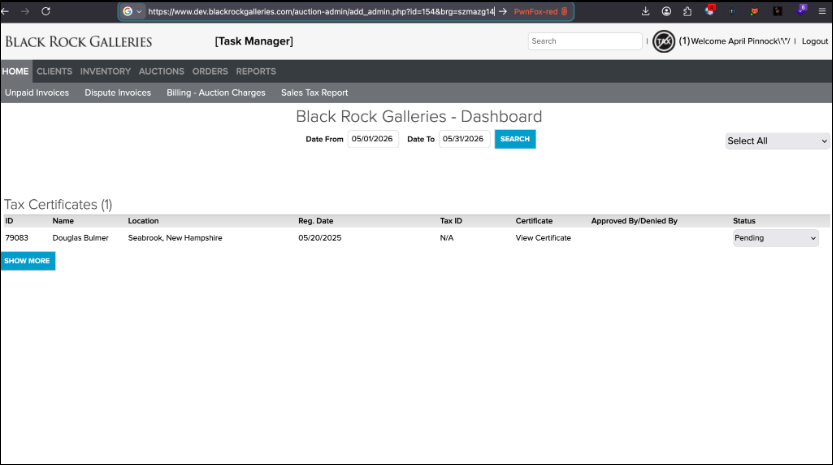 https://www.dev.blackrockgalleries.com/auction-admin/add_admin.php?id=154&brg=szmazg14 PwnFox-red
BLACK ROCK GALLERIES [Task Manager] Search | TAX (1)Welcome April Pinnock\'\"/ | Logout
HOME CLIENTS INVENTORY AUCTIONS ORDERS REPORTS
Unpaid Invoices Dispute Invoices Billing - Auction Charges Sales Tax Report
Black Rock Galleries - Dashboard
Date From 05/01/2026 Date To 05/31/2026 SEARCH
Select All
Tax Certificates (1)
ID Name Location Reg. Date Tax ID Certificate Approved By/Denied By Status
79083 Douglas Bulmer Seabrook, New Hampshire 05/20/2025 N/A View Certificate Pending
SHOW MORE